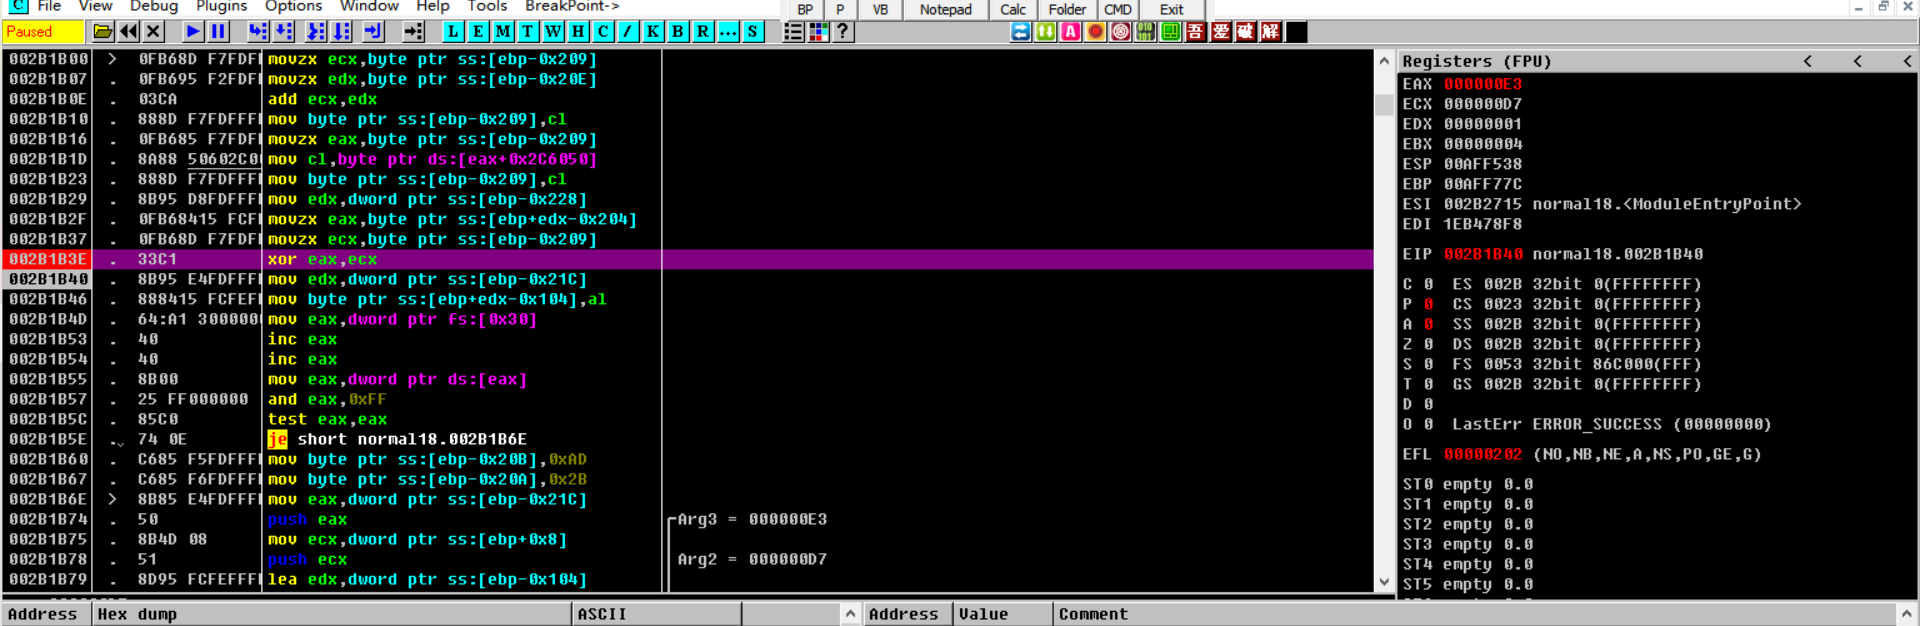 C File View Debug Plugins Options Window Help Tools BreakPoint-> BP P VB Notepad Calc Folder CMD Exit
Paused L E M T W H C / K B R ... S ? A 吾 爱 破 解
002B1B00 > 0FB68D F7FDF movzx ecx,byte ptr ss:[ebp-0x209]
002B1B07 . 0FB695 F2FDF movzx edx,byte ptr ss:[ebp-0x20E]
002B1B0E . 03CA add ecx,edx
002B1B10 . 888D F7FDFFF mov byte ptr ss:[ebp-0x209],cl
002B1B16 . 0FB685 F7FDF movzx eax,byte ptr ss:[ebp-0x209]
002B1B1D . 8A88 50602C0 mov cl,byte ptr ds:[eax+0x2C6050]
002B1B23 . 888D F7FDFFF mov byte ptr ss:[ebp-0x209],cl
002B1B29 . 8B95 D8FDFFF mov edx,dword ptr ss:[ebp-0x228]
002B1B2F . 0FB68415 FCF movzx eax,byte ptr ss:[ebp+edx-0x204]
002B1B37 . 0FB68D F7FDF movzx ecx,byte ptr ss:[ebp-0x209]
002B1B3E . 33C1 xor eax,ecx
002B1B40 . 8B95 E4FDFFF mov edx,dword ptr ss:[ebp-0x21C]
002B1B46 . 888415 FCFEF mov byte ptr ss:[ebp+edx-0x104],al
002B1B4D . 64:A1 300000 mov eax,dword ptr fs:[0x30]
002B1B53 . 40 inc eax
002B1B54 . 40 inc eax
002B1B55 . 8B00 mov eax,dword ptr ds:[eax]
002B1B57 . 25 FF000000 and eax,0xFF
002B1B5C . 85C0 test eax,eax
002B1B5E . 74 0E je short normal18.002B1B6E
002B1B60 . C685 F5FDFFF mov byte ptr ss:[ebp-0x20B],0xAD
002B1B67 . C685 F6FDFFF mov byte ptr ss:[ebp-0x20A],0x2B
002B1B6E > 8B85 E4FDFFF mov eax,dword ptr ss:[ebp-0x21C]
002B1B74 . 50 push eax Arg3 = 000000E3
002B1B75 . 8B4D 08 mov ecx,dword ptr ss:[ebp+0x8]
002B1B78 . 51 push ecx Arg2 = 000000D7
002B1B79 . 8D95 FCFEFFF lea edx,dword ptr ss:[ebp-0x104]
Registers (FPU) < < <
EAX 000000E3
ECX 000000D7
EDX 00000001
EBX 00000004
ESP 00AFF538
EBP 00AFF77C
ESI 002B2715 normal18.<ModuleEntryPoint>
EDI 1EB478F8
EIP 002B1B40 normal18.002B1B40
C 0 ES 002B 32bit 0(FFFFFFFF)
P 0 CS 0023 32bit 0(FFFFFFFF)
A 0 SS 002B 32bit 0(FFFFFFFF)
Z 0 DS 002B 32bit 0(FFFFFFFF)
S 0 FS 0053 32bit 86C000(FFF)
T 0 GS 002B 32bit 0(FFFFFFFF)
D 0
O 0 LastErr ERROR_SUCCESS (00000000)
EFL 00000202 (NO,NB,NE,A,NS,PO,GE,G)
ST0 empty 0.0
ST1 empty 0.0
ST2 empty 0.0
ST3 empty 0.0
ST4 empty 0.0
ST5 empty 0.0
Address Hex dump ASCII Address Value Comment